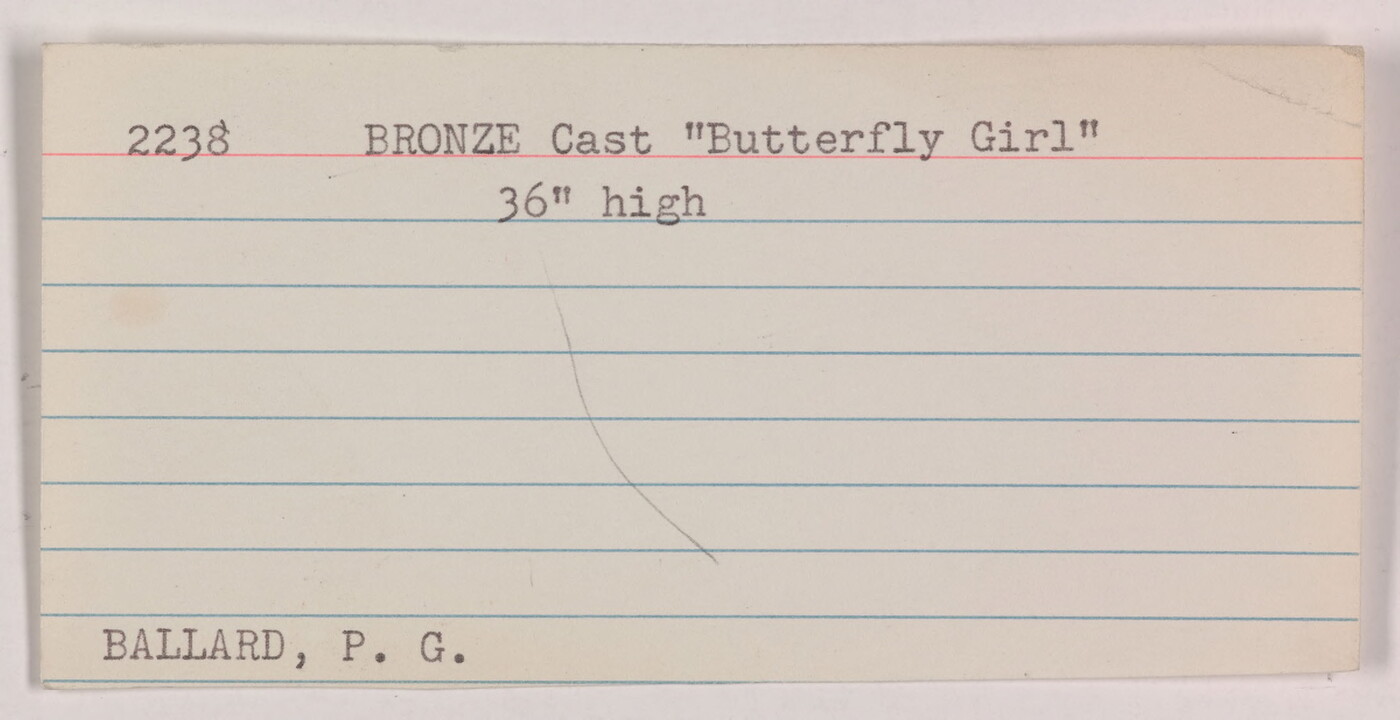 2238 BRONZE Cast "Butterfly Girl"
36" high
BALLARD, P. G.